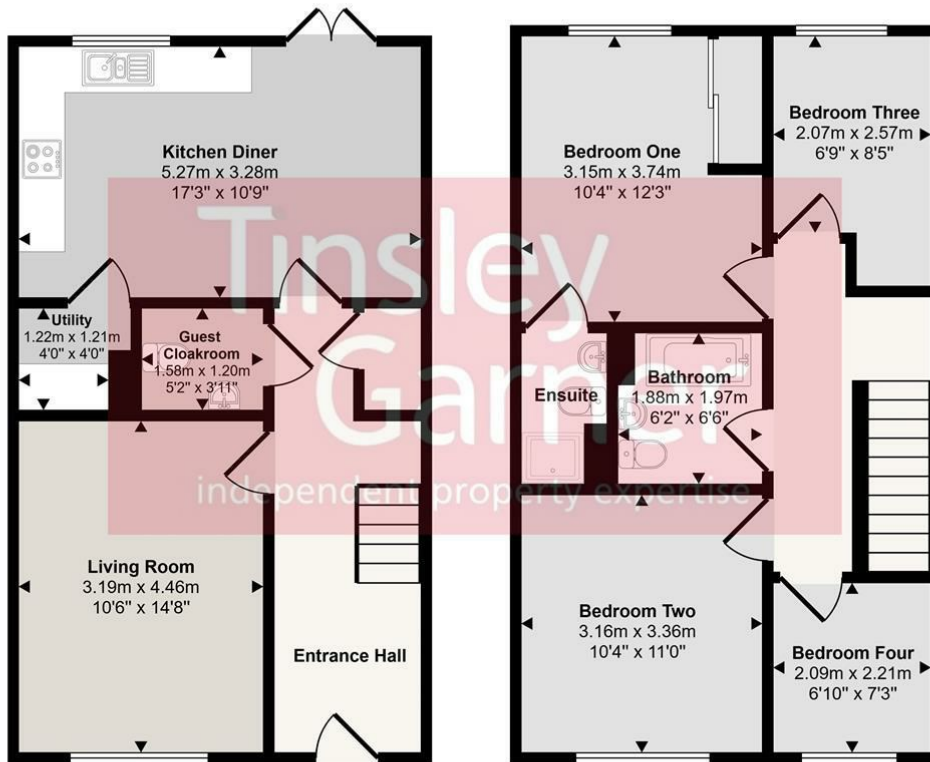 Kitchen Diner
5.27m x 3.28m
17'3" x 10'9"
Utility
1.22m x 1.21m
4'0" x 4'0"
Guest
Cloakroom
1.58m x 1.20m
5'2" x 3'11"
Living Room
3.19m x 4.46m
10'6" x 14'8"
Entrance Hall
Bedroom One
3.15m x 3.74m
10'4" x 12'3"
Bedroom Three
2.07m x 2.57m
6'9" x 8'5"
Ensuite
Bathroom
1.88m x 1.97m
6'2" x 6'6"
Bedroom Two
3.16m x 3.36m
10'4" x 11'0"
Bedroom Four
2.09m x 2.21m
6'10" x 7'3"
Tinsley
Garner
independent property expertise